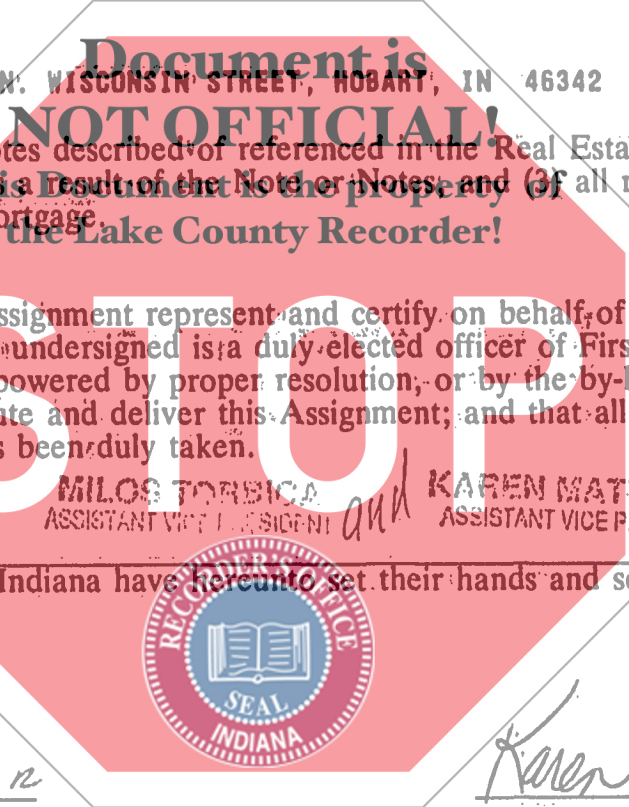 Document is
N. WISCONSIN STREET, HOBART, IN 46342
NOT OFFICIAL!
tes described of referenced in the Real Esta
is Document is the property of
s a result of the Note or Notes, and (3) all r
ortgage.
the Lake County Recorder!
ssignment represent and certify on behalf of
undersigned is a duly elected officer of Firs
powered by proper resolution, or by the by-l
ute and deliver this Assignment; and that all
s been duly taken.
STOP
MILOS TORBICA and KAREN MAT
ASSISTANT VICE PRESIDENT ASSISTANT VICE P
Indiana have hereunto set their hands and se
RECORDER'S OFFICE
SEAL
INDIANA
Karen